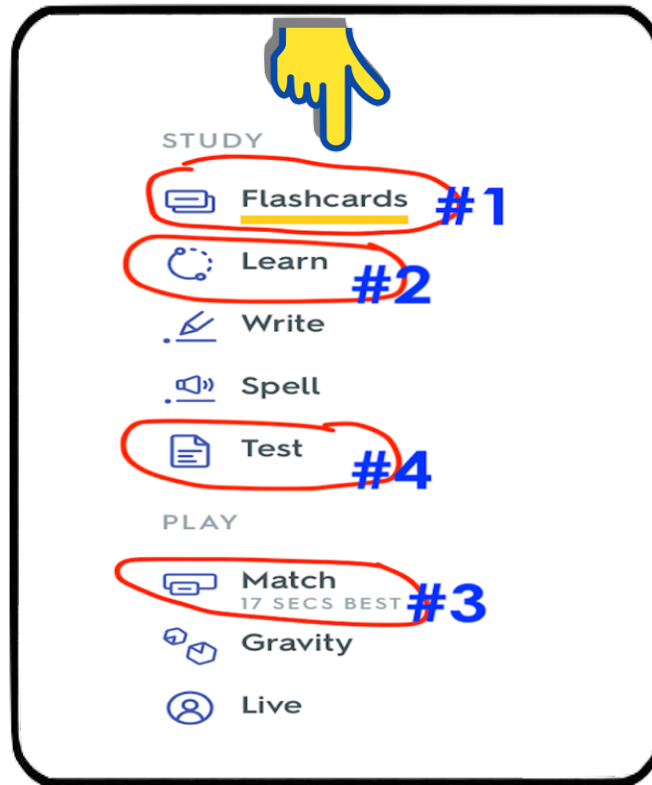 STUDY
Flashcards #1
Learn #2
Write
Spell
Test #4
PLAY
Match
17 SECS BEST #3
Gravity
Live